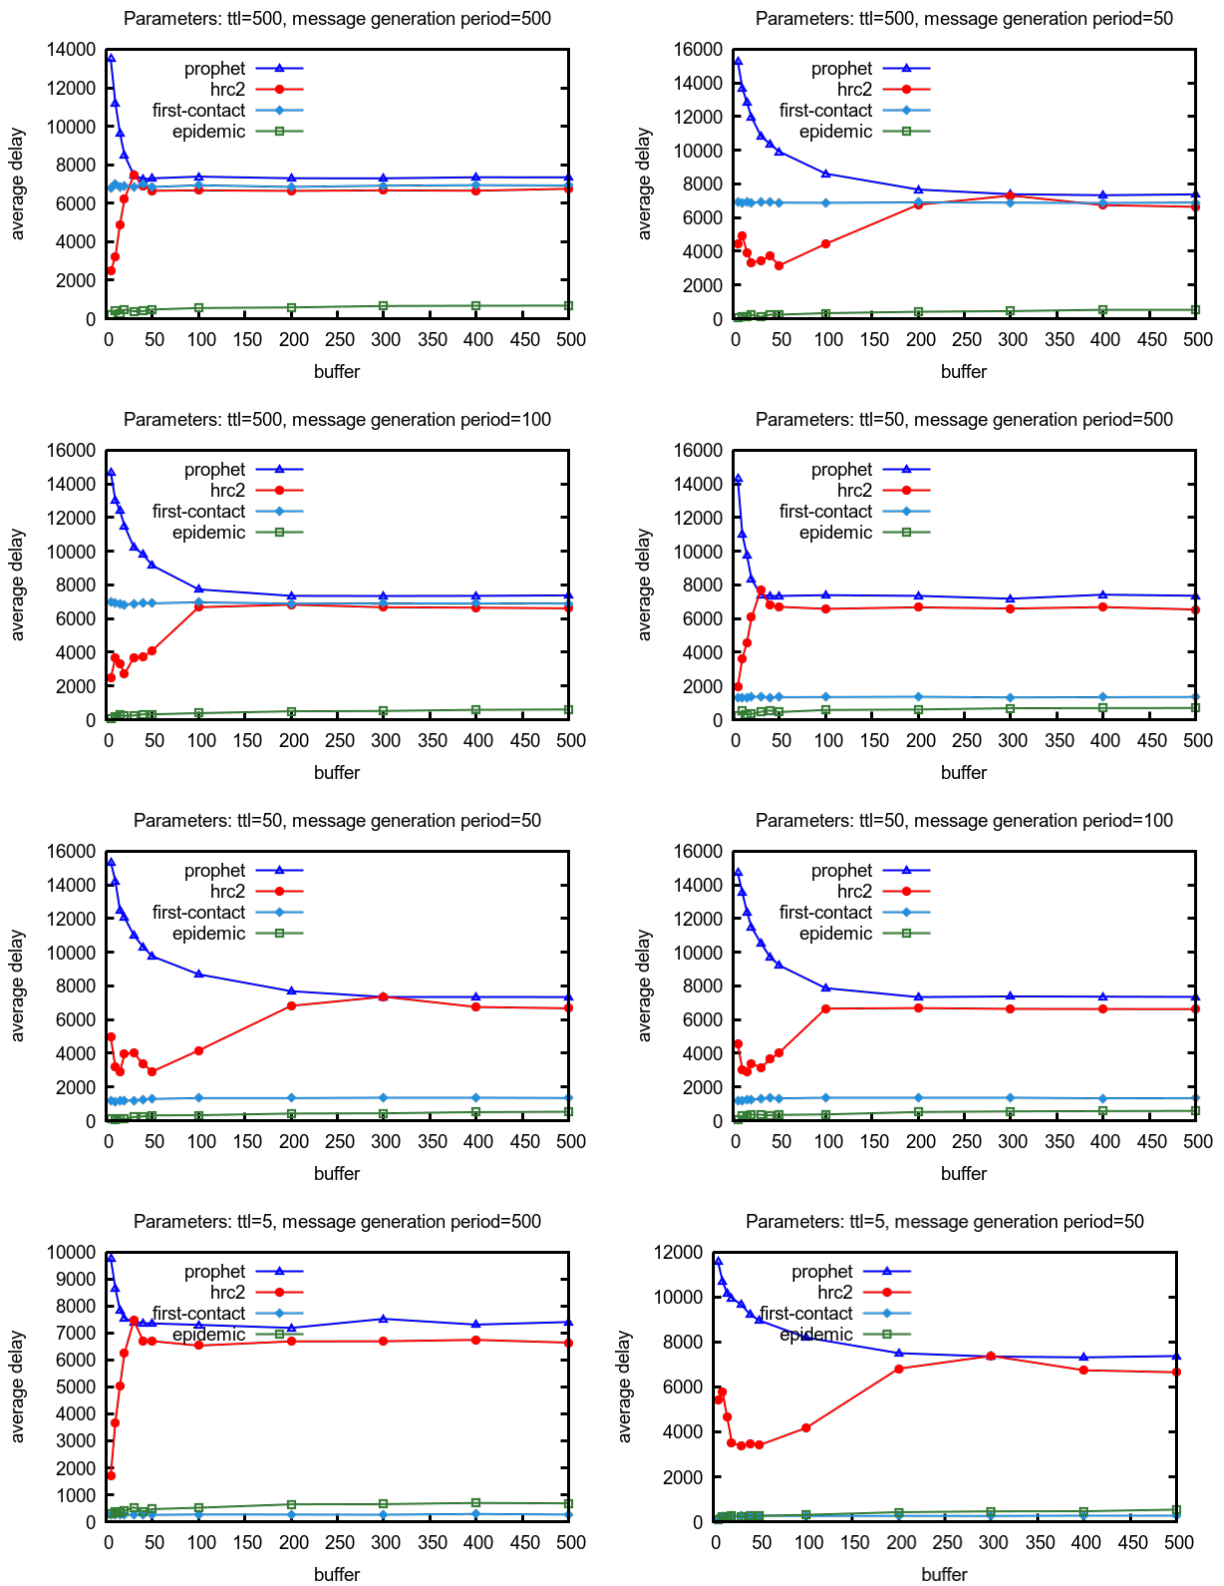 Parameters: ttl=500, message generation period=500
14000
12000
10000
8000
6000
4000
2000
0
average delay
prophet
hrc2
first-contact
epidemic
0 50 100 150 200 250 300 350 400 450 500
buffer
Parameters: ttl=500, message generation period=50
16000
14000
12000
10000
8000
6000
4000
2000
0
average delay
prophet
hrc2
first-contact
epidemic
0 50 100 150 200 250 300 350 400 450 500
buffer
Parameters: ttl=500, message generation period=100
16000
14000
12000
10000
8000
6000
4000
2000
0
average delay
prophet
hrc2
first-contact
epidemic
0 50 100 150 200 250 300 350 400 450 500
buffer
Parameters: ttl=50, message generation period=500
16000
14000
12000
10000
8000
6000
4000
2000
0
average delay
prophet
hrc2
first-contact
epidemic
0 50 100 150 200 250 300 350 400 450 500
buffer
Parameters: ttl=50, message generation period=50
16000
14000
12000
10000
8000
6000
4000
2000
0
average delay
prophet
hrc2
first-contact
epidemic
0 50 100 150 200 250 300 350 400 450 500
buffer
Parameters: ttl=50, message generation period=100
16000
14000
12000
10000
8000
6000
4000
2000
0
average delay
prophet
hrc2
first-contact
epidemic
0 50 100 150 200 250 300 350 400 450 500
buffer
Parameters: ttl=5, message generation period=500
10000
9000
8000
7000
6000
5000
4000
3000
2000
1000
0
average delay
prophet
hrc2
first-contact
epidemic
0 50 100 150 200 250 300 350 400 450 500
buffer
Parameters: ttl=5, message generation period=50
12000
10000
8000
6000
4000
2000
0
average delay
prophet
hrc2
first-contact
epidemic
0 50 100 150 200 250 300 350 400 450 500
buffer